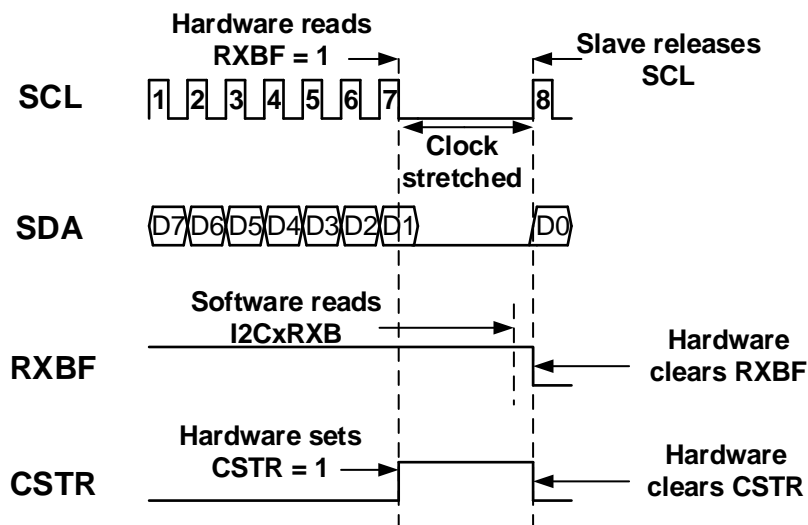 Hardware reads
RXBF = 1
Slave releases
SCL
SCL
1 2 3 4 5 6 7 8
Clock
stretched
SDA
D7 D6 D5 D4 D3 D2 D1 D0
Software reads
I2CxRXB
RXBF
Hardware
clears RXBF
Hardware sets
CSTR = 1
CSTR
Hardware
clears CSTR